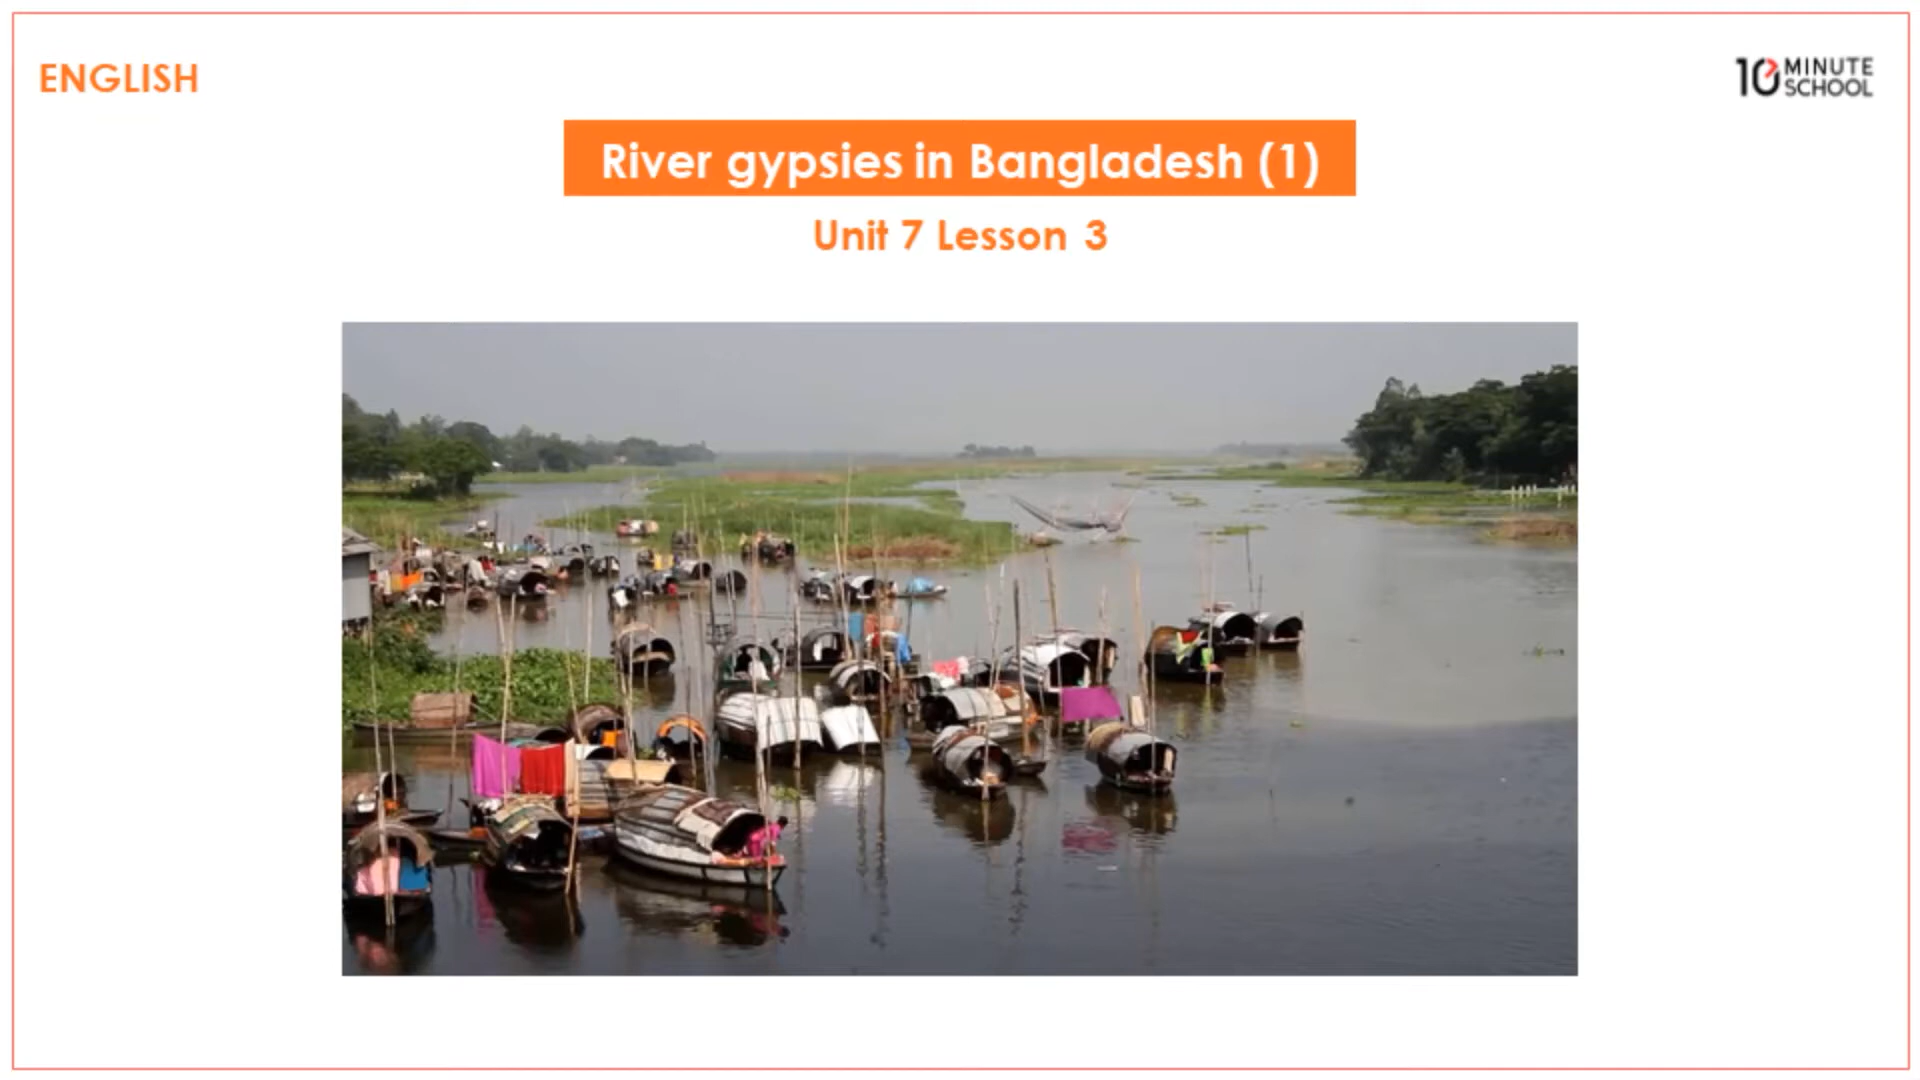 ENGLISH
10 MINUTE
SCHOOL
River gypsies in Bangladesh (1)
Unit 7 Lesson 3